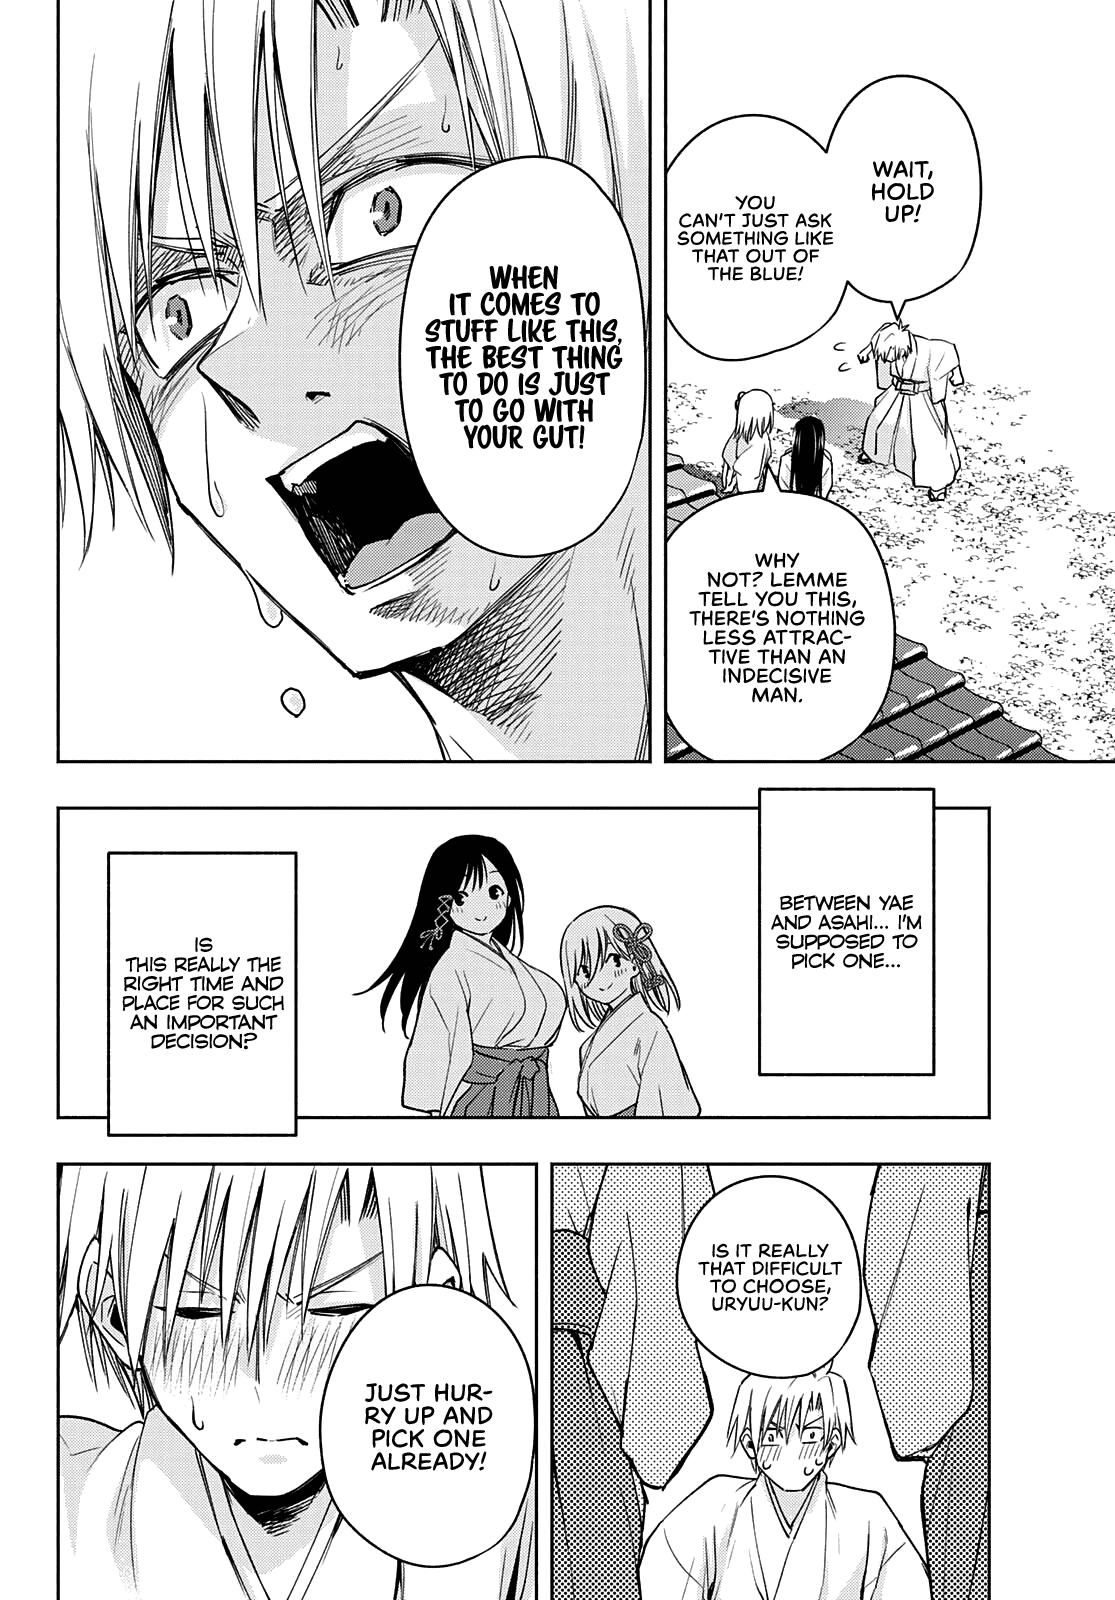 WAIT,
HOLD
UP!
YOU
CAN'T JUST ASK
SOMETHING LIKE
THAT OUT OF
THE BLUE!
WHY
NOT? LEMME
TELL YOU THIS,
THERE'S NOTHING
LESS ATTRAC-
TIVE THAN AN
INDECISIVE
MAN.
WHEN
IT COMES TO
STUFF LIKE THIS,
THE BEST THING
TO DO IS JUST
TO GO WITH
YOUR GUT!
BETWEEN YAE
AND ASAHI... I'M
SUPPOSED TO
PICK ONE...
IS
THIS REALLY THE
RIGHT TIME AND
PLACE FOR SUCH
AN IMPORTANT
DECISION?
IS IT REALLY
THAT DIFFICULT
TO CHOOSE,
URYUU-KUN?
JUST HUR-
RY UP AND
PICK ONE
ALREADY!